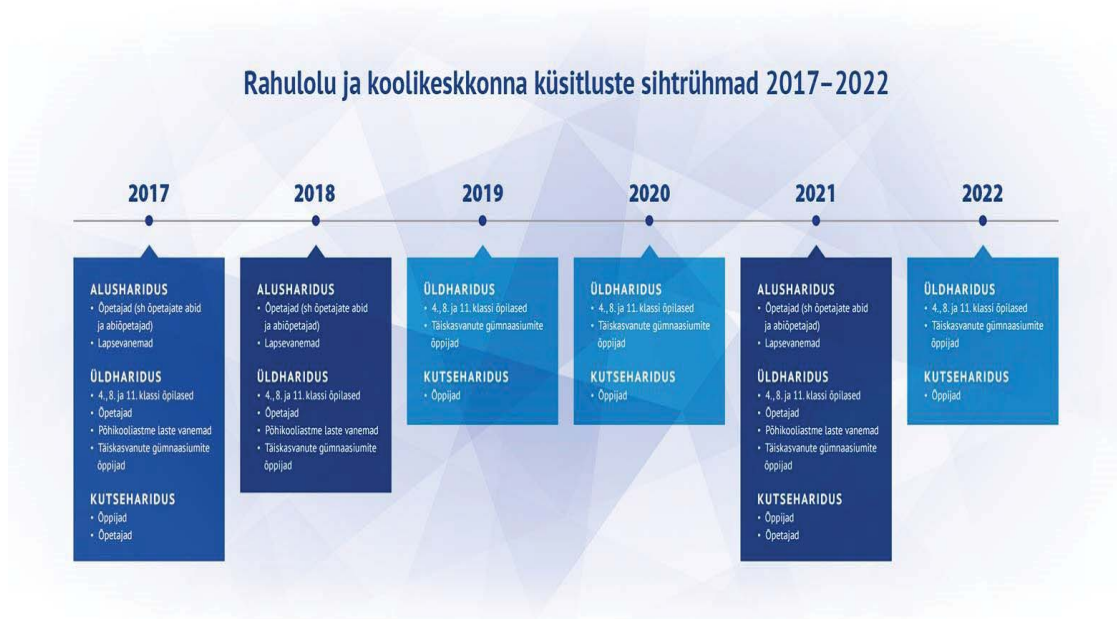 Rahulolu ja koolikeskkonna küsitluste sihtrühmad 2017–2022
2017
ALUSHARIDUS
• Õpetajad (sh õpetajate abid
ja abiõpetajad)
• Lapsevanemad
ÜLDHARIDUS
• 4., 8. ja 11. klassi õpilased
• Õpetajad
• Põhikooliastme laste vanemad
• Täiskasvanute gümnaasiumite
õppijad
KUTSEHARIDUS
• Õppijad
• Õpetajad
2018
ALUSHARIDUS
• Õpetajad (sh õpetajate abid
ja abiõpetajad)
• Lapsevanemad
ÜLDHARIDUS
• 4., 8. ja 11. klassi õpilased
• Õpetajad
• Põhikooliastme laste vanemad
• Täiskasvanute gümnaasiumite
õppijad
2019
ÜLDHARIDUS
• 4., 8. ja 11. klassi õpilased
• Täiskasvanute gümnaasiumite
õppijad
KUTSEHARIDUS
• Õppijad
2020
ÜLDHARIDUS
• 4., 8. ja 11. klassi õpilased
• Täiskasvanute gümnaasiumite
õppijad
KUTSEHARIDUS
• Õppijad
2021
ALUSHARIDUS
• Õpetajad (sh õpetajate abid
ja abiõpetajad)
• Lapsevanemad
ÜLDHARIDUS
• 4., 8. ja 11. klassi õpilased
• Õpetajad
• Põhikooliastme laste vanemad
• Täiskasvanute gümnaasiumite
õppijad
KUTSEHARIDUS
• Õppijad
• Õpetajad
2022
ÜLDHARIDUS
• 4., 8. ja 11. klassi õpilased
• Täiskasvanute gümnaasiumite
õppijad
KUTSEHARIDUS
• Õppijad